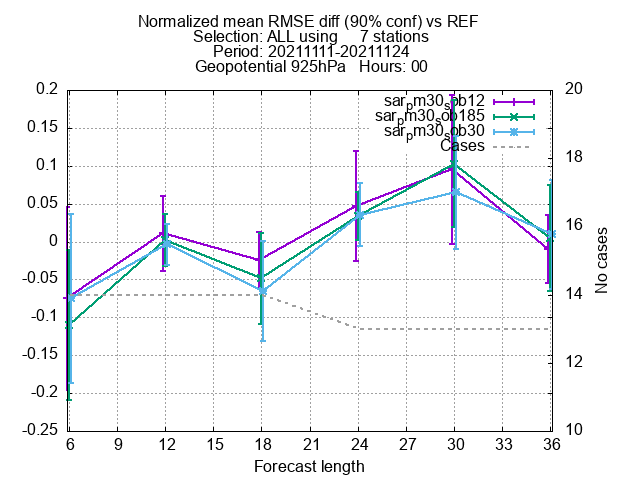 Normalized mean RMSE diff (90% conf) vs REF
Selection: ALL using 7 stations
Period: 20211111-20211124
Geopotential 925hPa Hours: 00
sar_pm30_sob12
sar_pm30_sob185
sar_pm30_sob30
Cases
0.2
0.15
0.1
0.05
0
-0.05
-0.1
-0.15
-0.2
-0.25
20
18
16
14
12
10
No cases
6 9 12 15 18 21 24 27 30 33 36
Forecast length